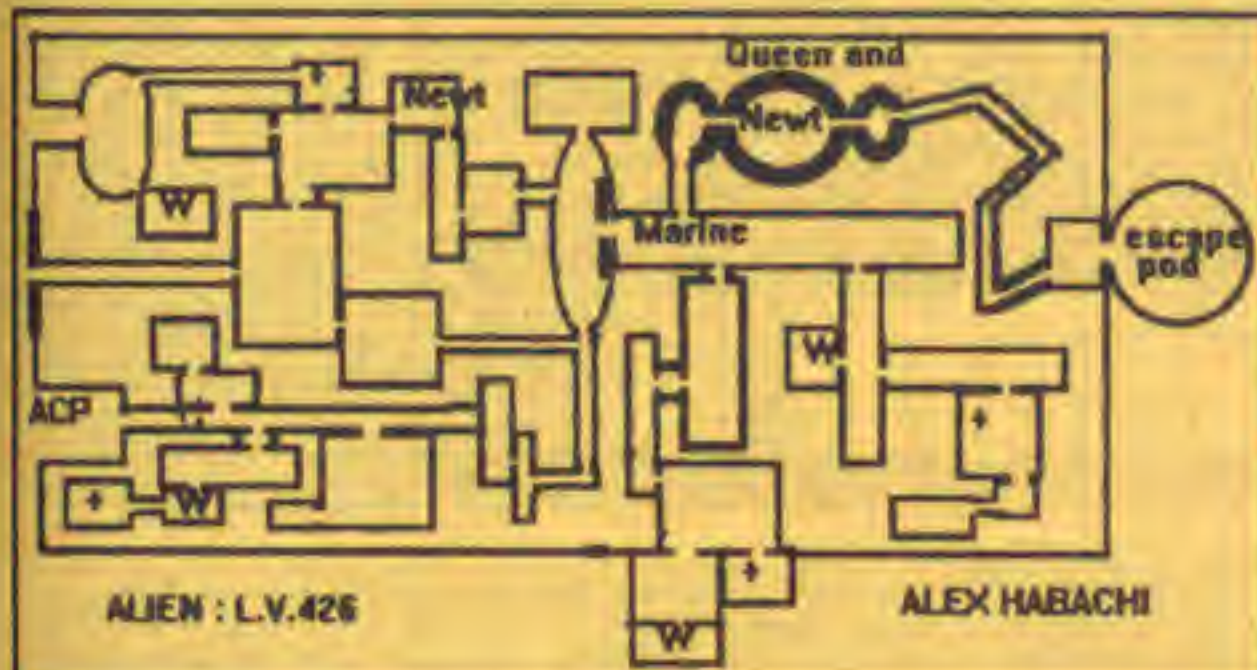 Queen and
Newt
Newt
W
Marine
escape
pod
W
ACP
W
W
ALIEN : L.V.426
ALEX HABACHI